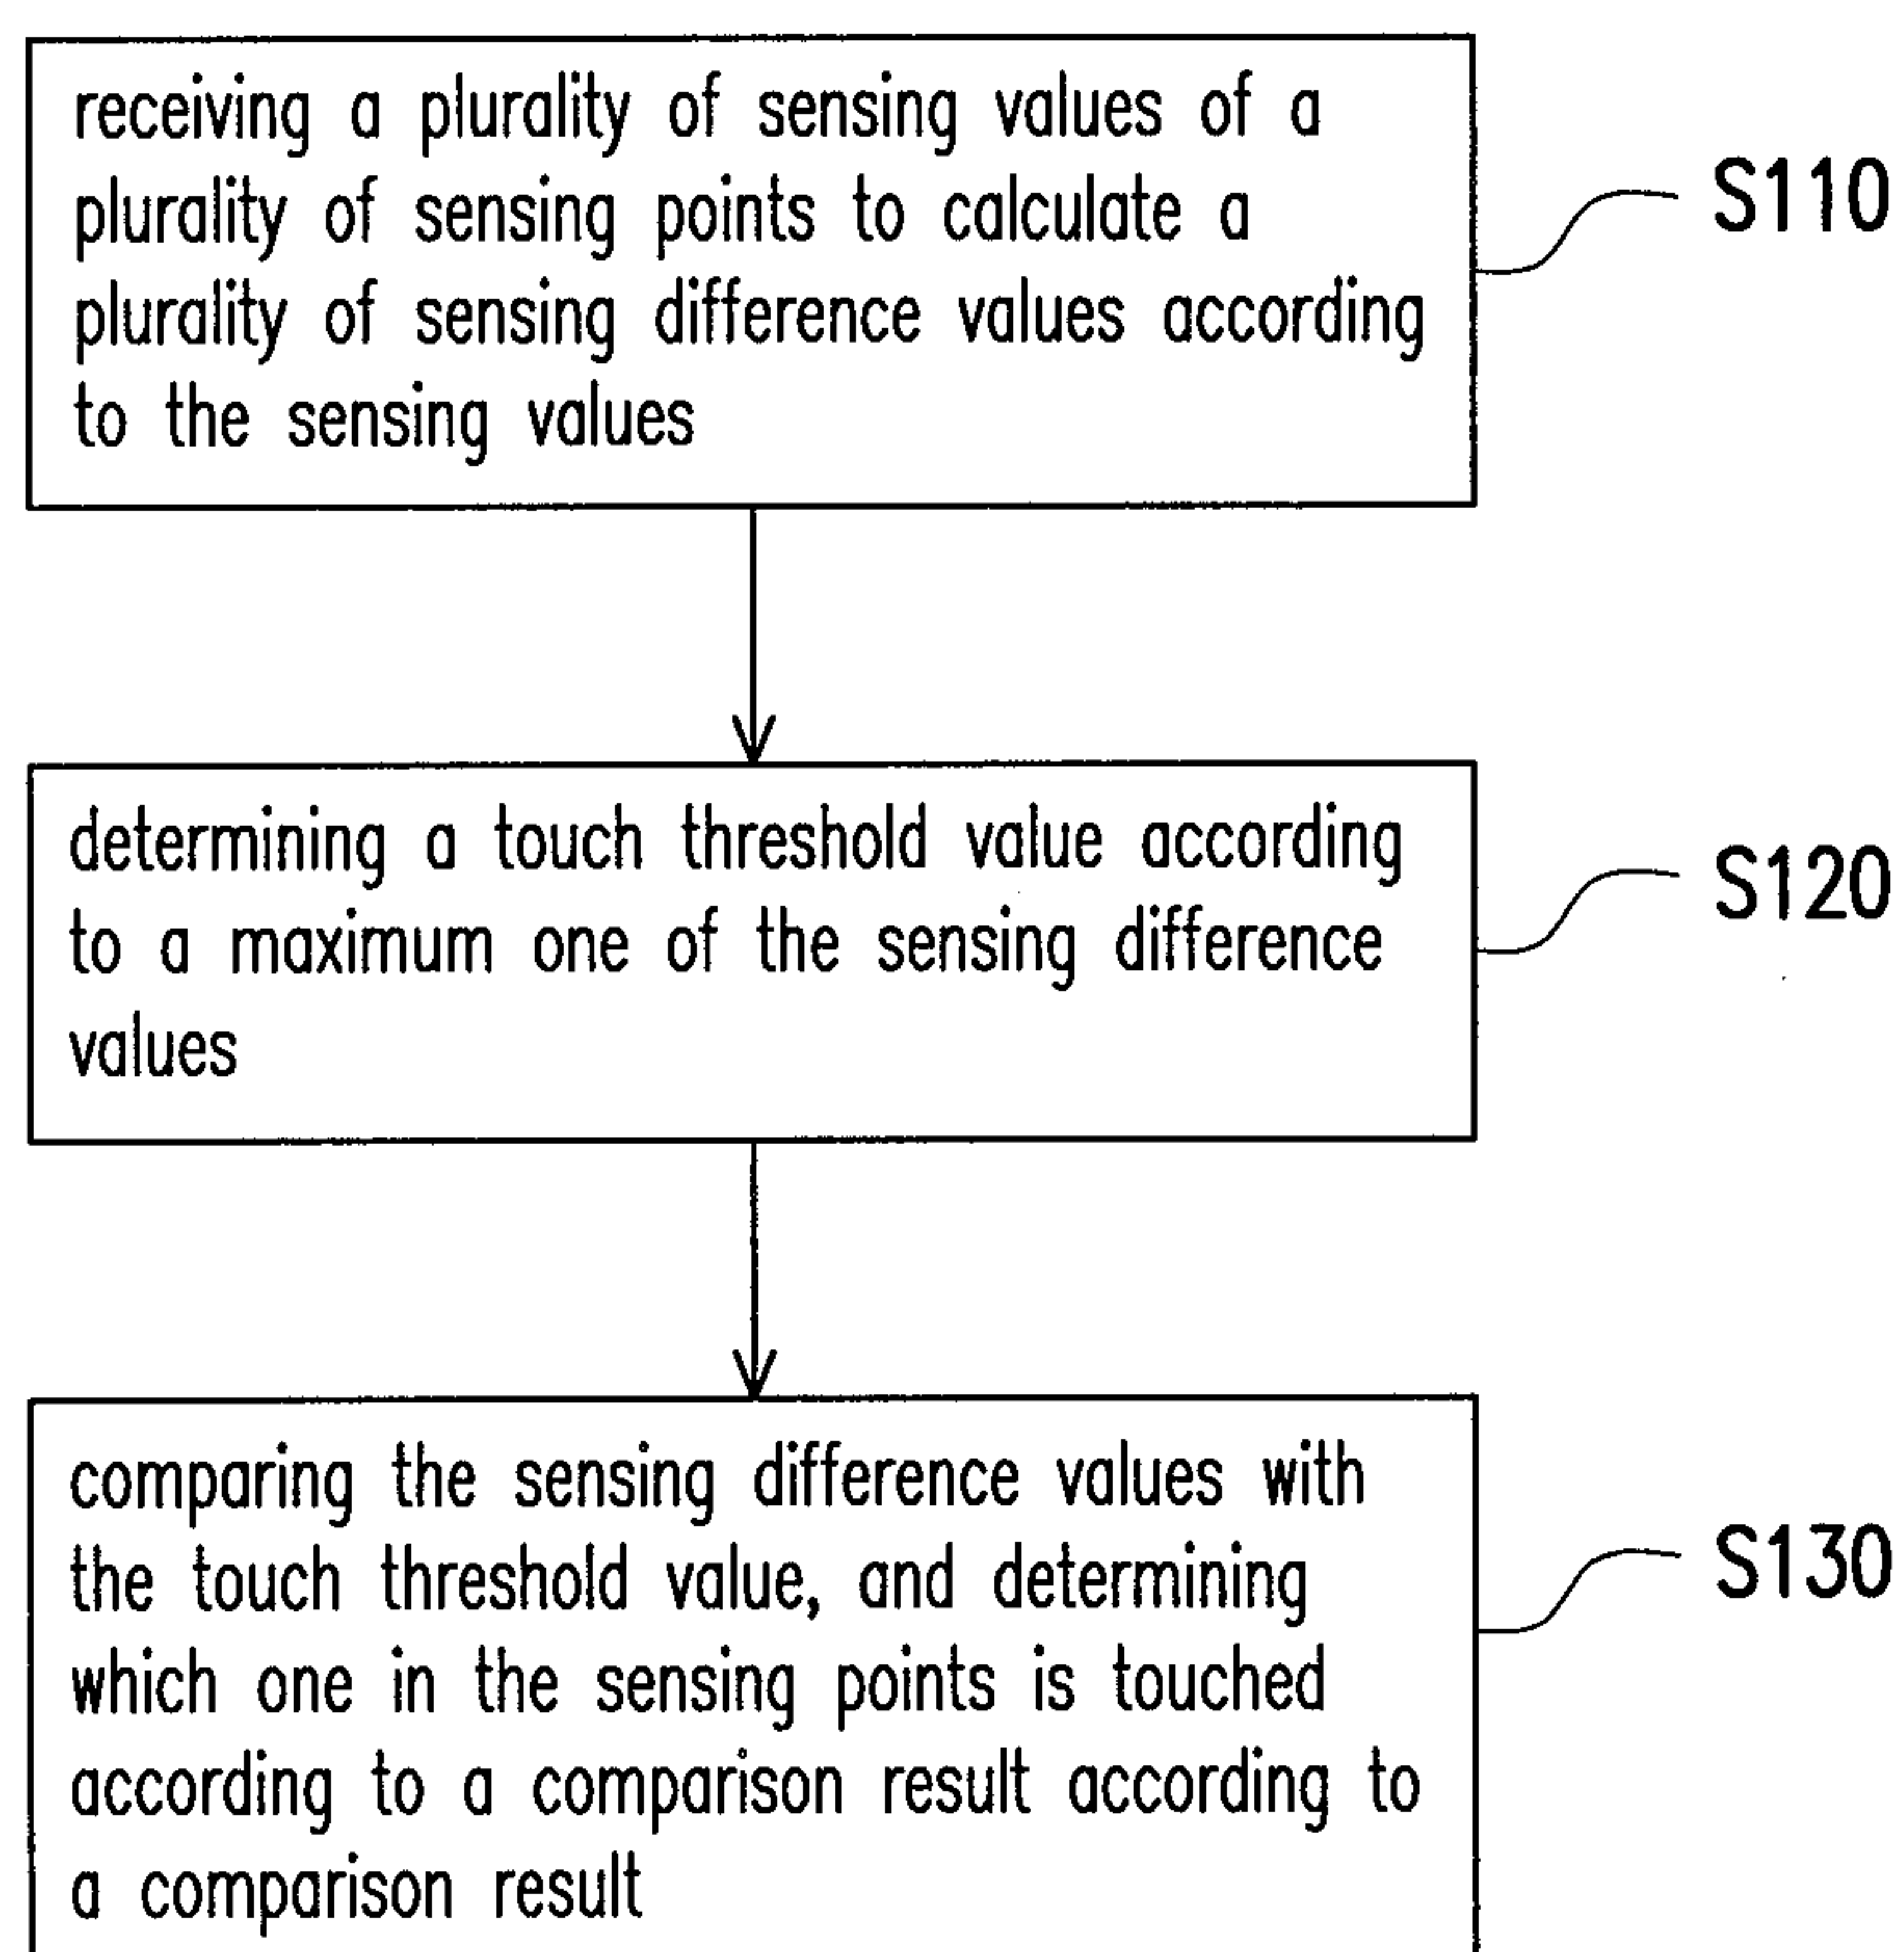 receiving a plurality of sensing values of a
plurality of sensing points to calculate a
plurality of sensing difference values according
to the sensing values
S110
determining a touch threshold value according
to a maximum one of the sensing difference
values
S120
comparing the sensing difference values with
the touch threshold value, and determining
which one in the sensing points is touched
according to a comparison result according to
a comparison result
S130